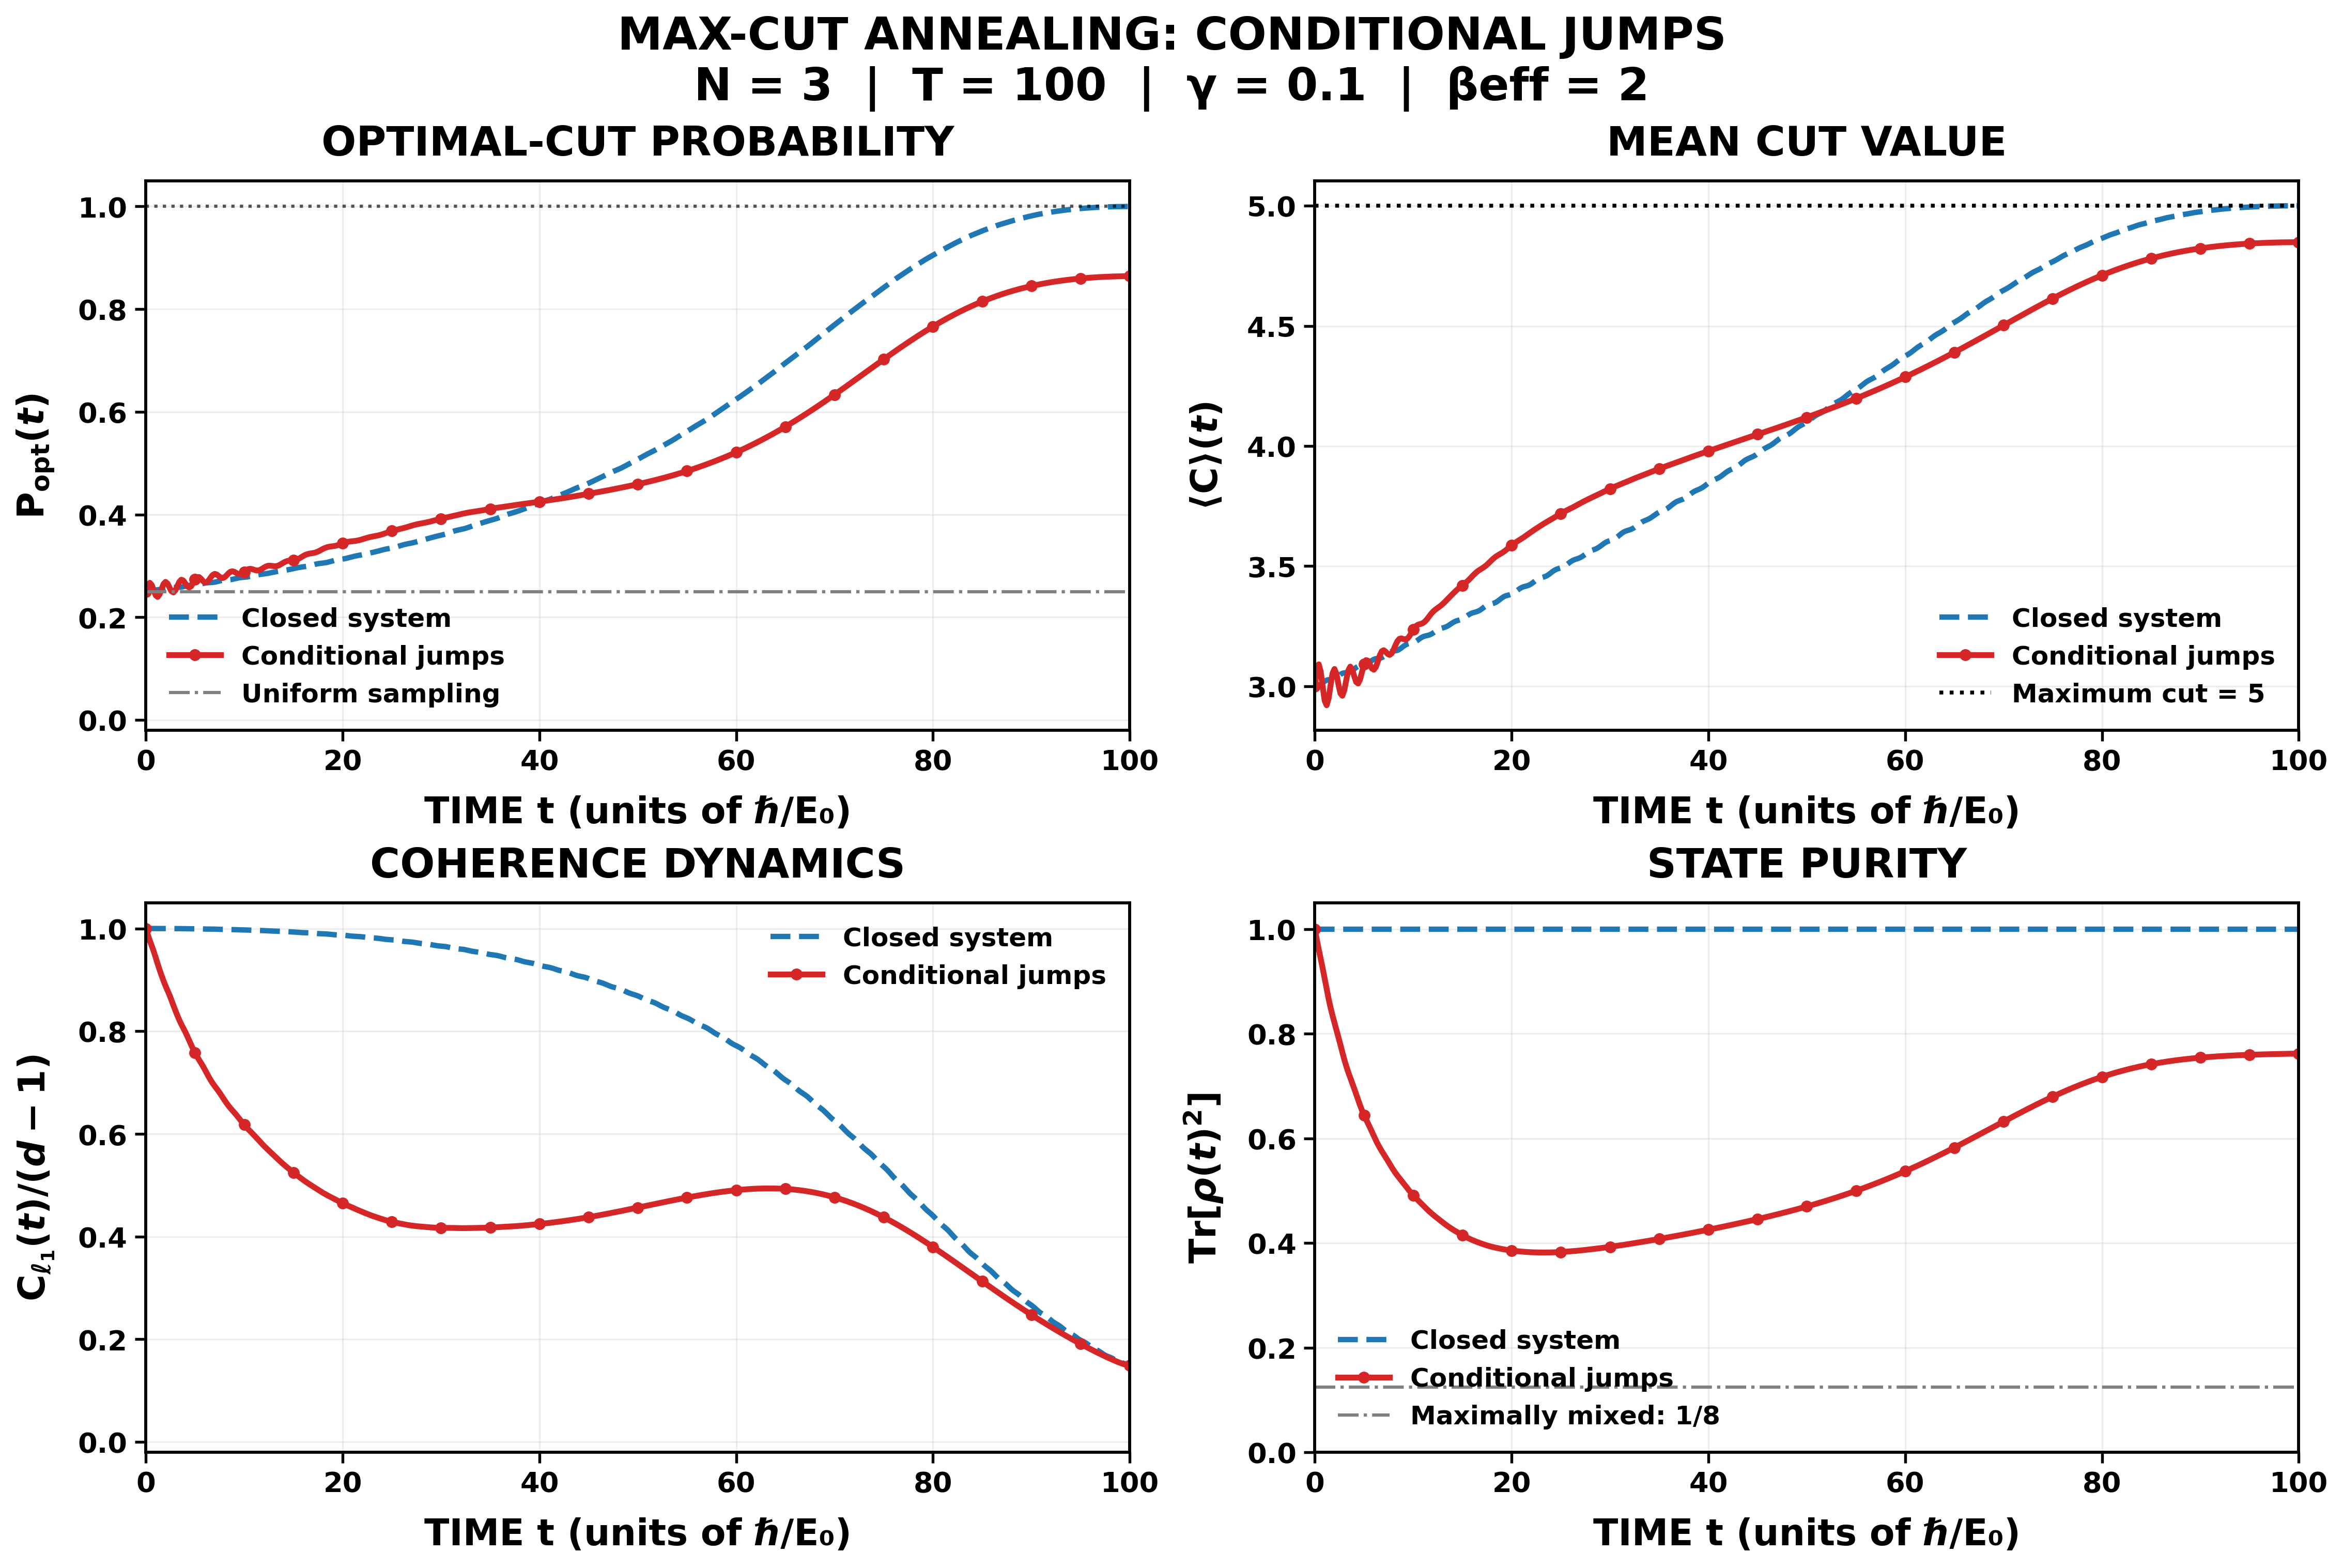 MAX-CUT ANNEALING: CONDITIONAL JUMPS
N = 3 | T = 100 | γ = 0.1 | βeff = 2
OPTIMAL-CUT PROBABILITY
P_opt(t)
1.0
0.8
0.6
0.4
0.2
0.0
Closed system
Conditional jumps
Uniform sampling
0 20 40 60 80 100
TIME t (units of ℏ/E₀)
MEAN CUT VALUE
⟨C⟩(t)
5.0
4.5
4.0
3.5
3.0
Closed system
Conditional jumps
Maximum cut = 5
0 20 40 60 80 100
TIME t (units of ℏ/E₀)
COHERENCE DYNAMICS
C_ℓ₁(t)/(d − 1)
1.0
0.8
0.6
0.4
0.2
0.0
Closed system
Conditional jumps
0 20 40 60 80 100
TIME t (units of ℏ/E₀)
STATE PURITY
Tr[ρ(t)²]
1.0
0.8
0.6
0.4
0.2
0.0
Closed system
Conditional jumps
Maximally mixed: 1/8
0 20 40 60 80 100
TIME t (units of ℏ/E₀)